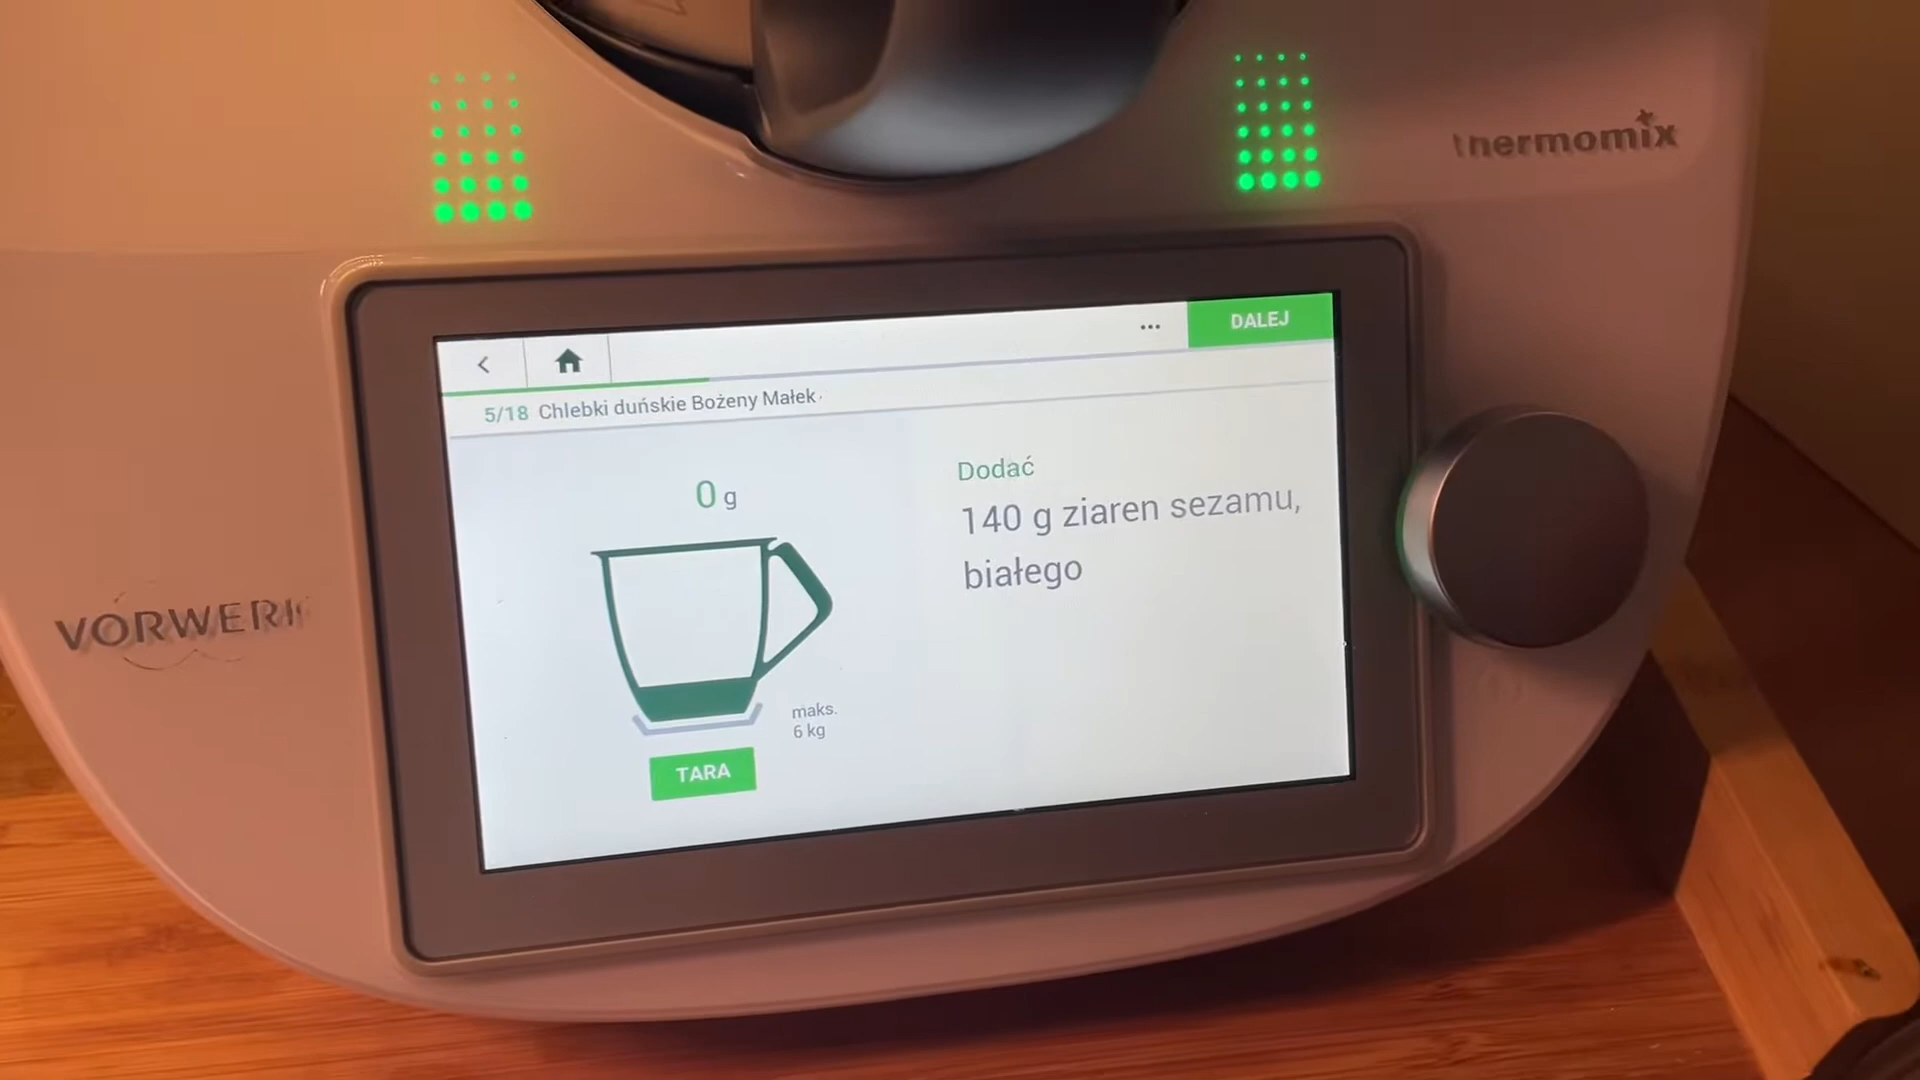 thermomix
DALEJ
5/18 Chlebki duńskie Bożeny Małek
0 g
Dodać
140 g ziaren sezamu,
białego
VORWERK
maks.
6 kg
TARA